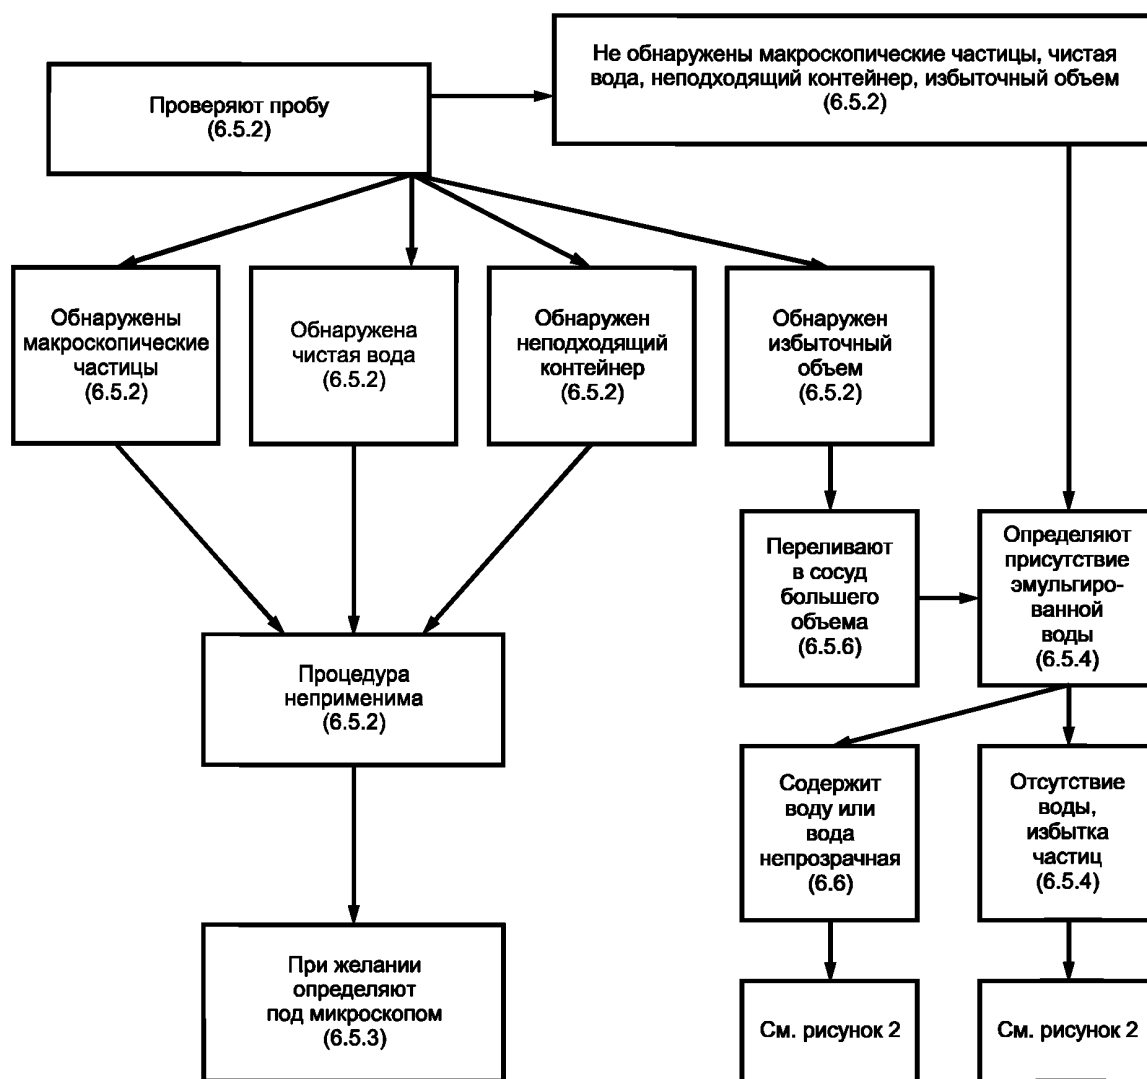 Не обнаружены макроскопические частицы, чистая
вода, неподходящий контейнер, избыточный объем
(6.5.2)
Проверяют пробу
(6.5.2)
Обнаружены
макроскопические
частицы
(6.5.2)
Обнаружена
чистая вода
(6.5.2)
Обнаружен
неподходящий
контейнер
(6.5.2)
Обнаружен
избыточный
объем
(6.5.2)
Переливают
в сосуд
большего
объема
(6.5.6)
Определяют
присутствие
эмульгиро-
ванной
воды
(6.5.4)
Процедура
неприменима
(6.5.2)
Содержит
воду или
вода
непрозрачная
(6.6)
Отсутствие
воды,
избытка
частиц
(6.5.4)
При желании
определяют
под микроскопом
(6.5.3)
См. рисунок 2
См. рисунок 2